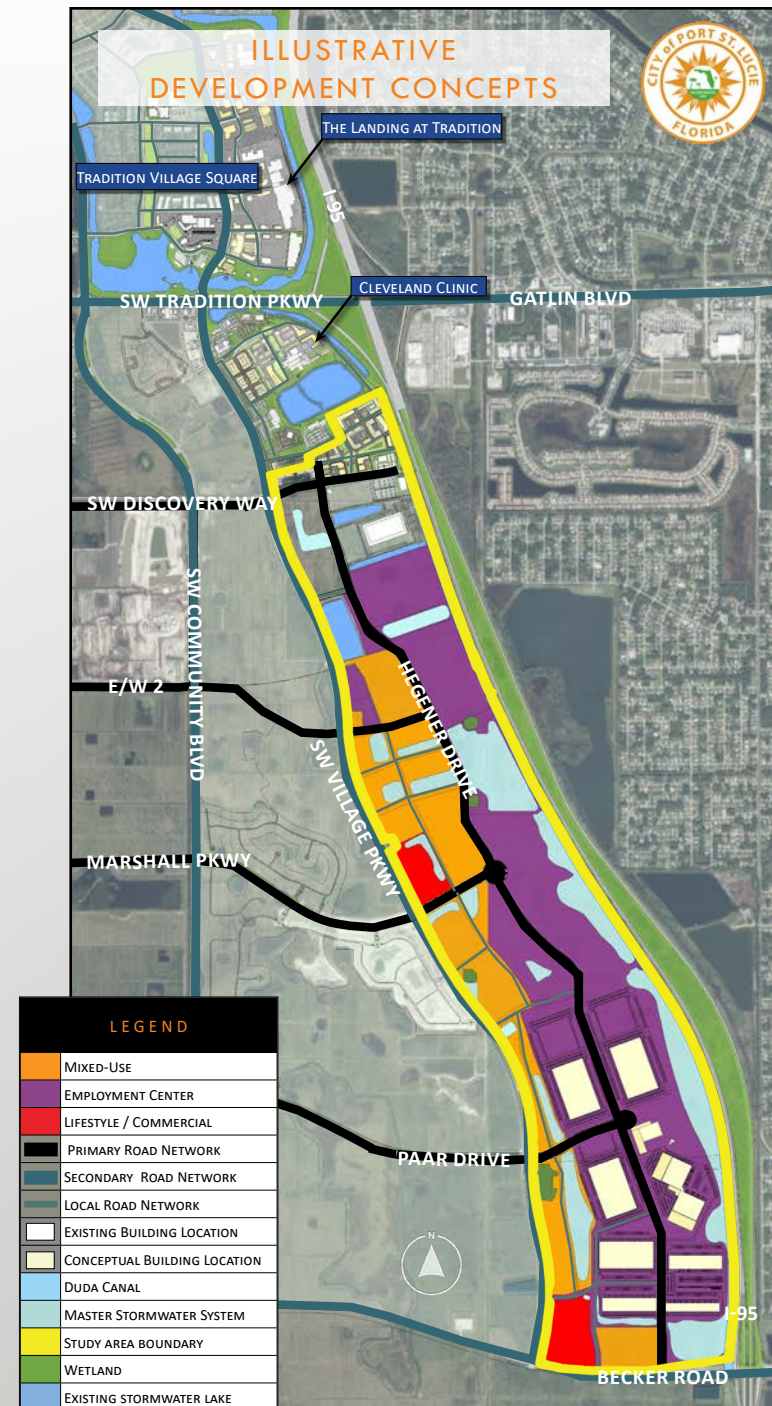 ILLUSTRATIVE
DEVELOPMENT CONCEPTS
CITY of PORT ST. LUCIE
FLORIDA
THE LANDING AT TRADITION
TRADITION VILLAGE SQUARE
I-95
CLEVELAND CLINIC
SW TRADITION PKWY
GATLIN BLVD
SW DISCOVERY WAY
SW COMMUNITY BLVD
E/W 2
HEGENER DRIVE
SW VILLAGE PKWY
MARSHALL PKWY
PAAR DRIVE
N
I-95
BECKER ROAD
LEGEND
MIXED-USE
EMPLOYMENT CENTER
LIFESTYLE / COMMERCIAL
PRIMARY ROAD NETWORK
SECONDARY ROAD NETWORK
LOCAL ROAD NETWORK
EXISTING BUILDING LOCATION
CONCEPTUAL BUILDING LOCATION
DUDA CANAL
MASTER STORMWATER SYSTEM
STUDY AREA BOUNDARY
WETLAND
EXISTING STORMWATER LAKE